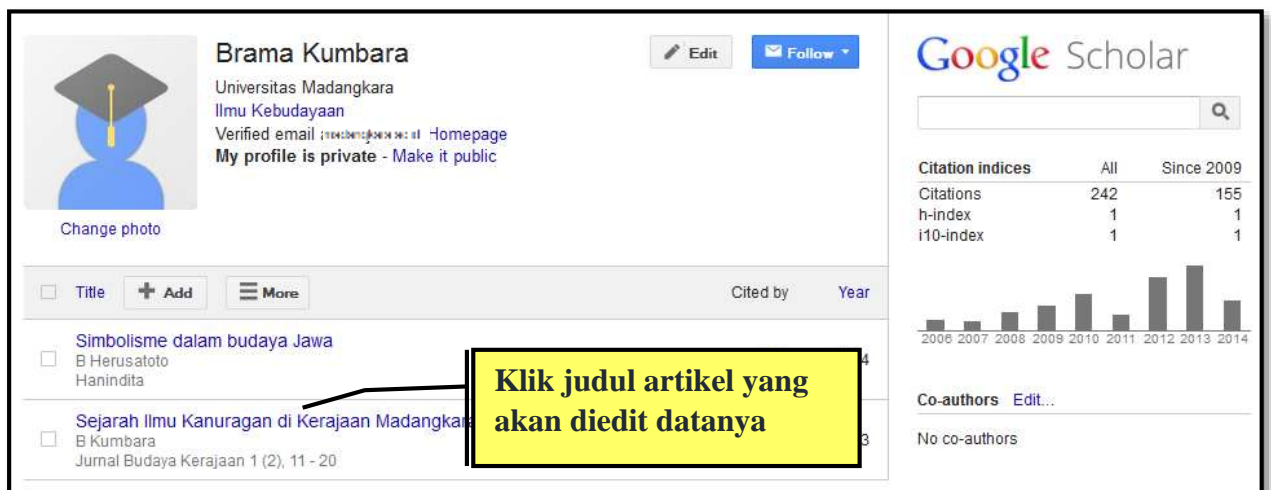 Brama Kumbara
Edit
Follow
Universitas Madangkara
Ilmu Kebudayaan
Verified email Homepage
My profile is private - Make it public
Change photo
Title
Add
More
Cited by
Year
Simbolisme dalam budaya Jawa
B Herusatoto
Hanindita
4
Sejarah Ilmu Kanuragan di Kerajaan Madangkara
B Kumbara
Jurnal Budaya Kerajaan 1 (2), 11 - 20
3
Klik judul artikel yang
akan diedit datanya
Google Scholar
Citation indices All Since 2009
Citations 242 155
h-index 1 1
i10-index 1 1
2006 2007 2008 2009 2010 2011 2012 2013 2014
Co-authors Edit...
No co-authors